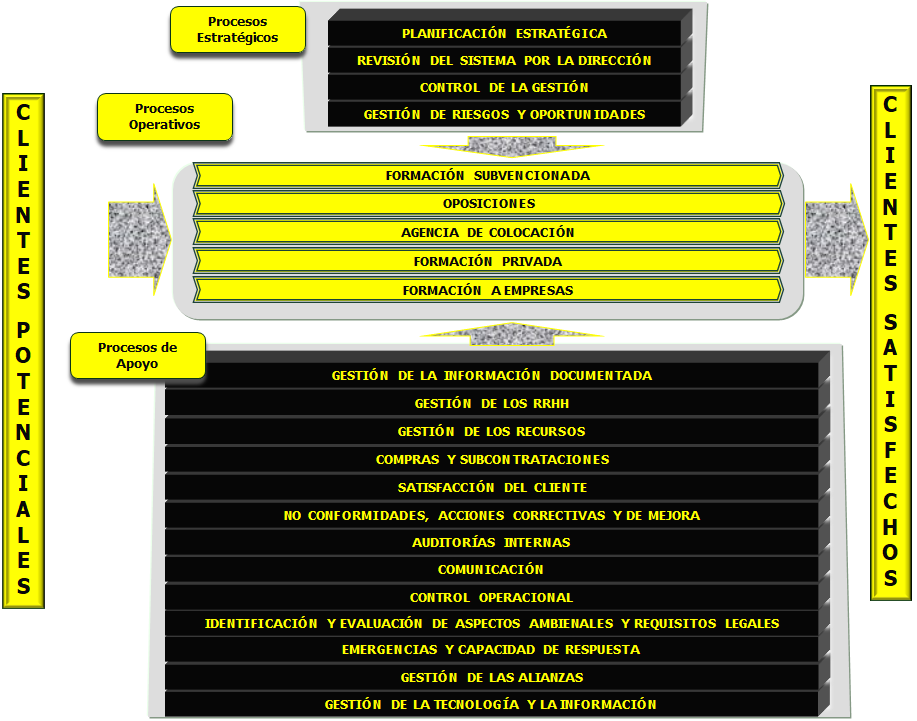 Procesos
Estratégicos
PLANIFICACIÓN ESTRATÉGICA
REVISIÓN DEL SISTEMA POR LA DIRECCIÓN
CONTROL DE LA GESTIÓN
GESTIÓN DE RIESGOS Y OPORTUNIDADES
CLIENTES POTENCIALES
Procesos
Operativos
FORMACIÓN SUBVENCIONADA
OPOSICIONES
AGENCIA DE COLOCACIÓN
FORMACIÓN PRIVADA
FORMACIÓN A EMPRESAS
CLIENTES SATISFECHOS
Procesos de
Apoyo
GESTIÓN DE LA INFORMACIÓN DOCUMENTADA
GESTIÓN DE LOS RRHH
GESTIÓN DE LOS RECURSOS
COMPRAS Y SUBCONTRATACIONES
SATISFACCIÓN DEL CLIENTE
NO CONFORMIDADES, ACCIONES CORRECTIVAS Y DE MEJORA
AUDITORÍAS INTERNAS
COMUNICACIÓN
CONTROL OPERACIONAL
IDENTIFICACIÓN Y EVALUACIÓN DE ASPECTOS AMBIENALES Y REQUISITOS LEGALES
EMERGENCIAS Y CAPACIDAD DE RESPUESTA
GESTIÓN DE LAS ALIANZAS
GESTIÓN DE LA TECNOLOGÍA Y LA INFORMACIÓN